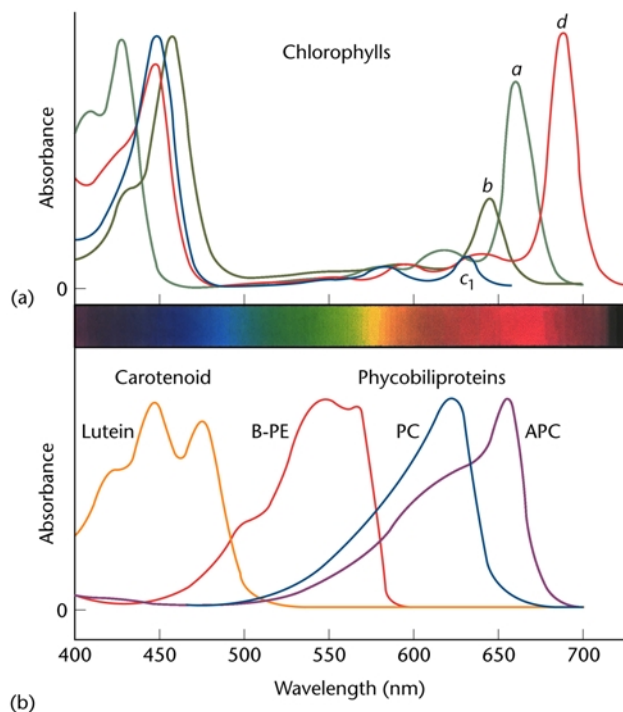 d
a
Chlorophylls
b
Absorbance
c1
0
(a)
Carotenoid Phycobiliproteins
Lutein B-PE PC APC
Absorbance
0
400 450 500 550 600 650 700
Wavelength (nm)
(b)